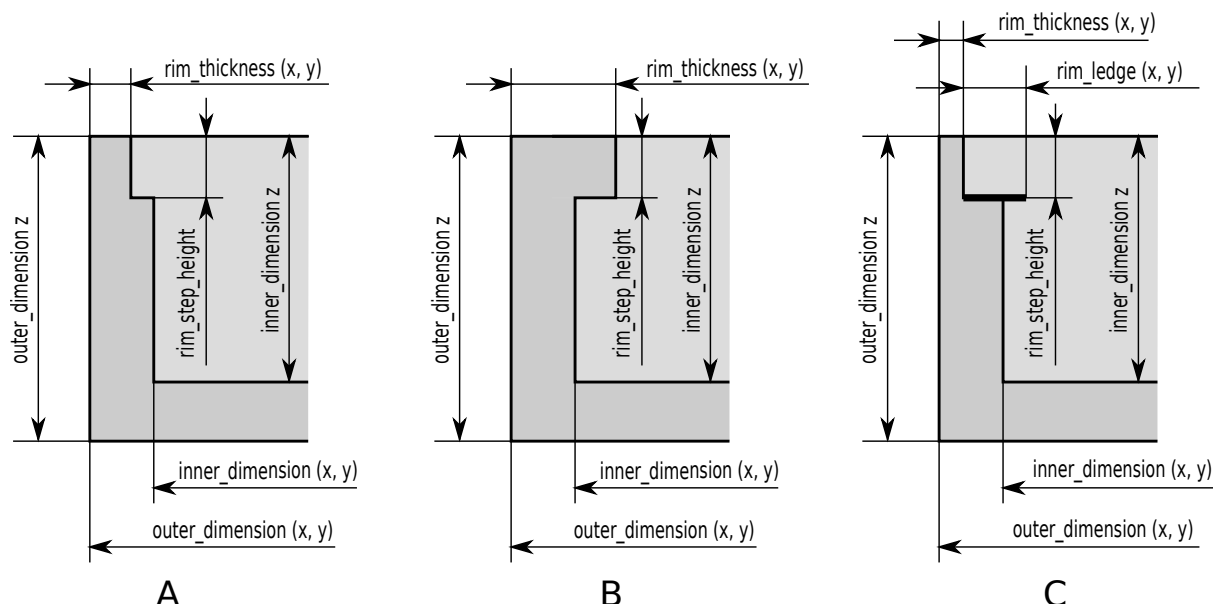 rim_thickness (x, y)
outer_dimension z
rim_step_height
inner_dimension z
inner_dimension (x, y)
outer_dimension (x, y)
A
rim_thickness (x, y)
outer_dimension z
rim_step_height
inner_dimension z
inner_dimension (x, y)
outer_dimension (x, y)
B
rim_thickness (x, y)
rim_ledge (x, y)
outer_dimension z
rim_step_height
inner_dimension z
inner_dimension (x, y)
outer_dimension (x, y)
C